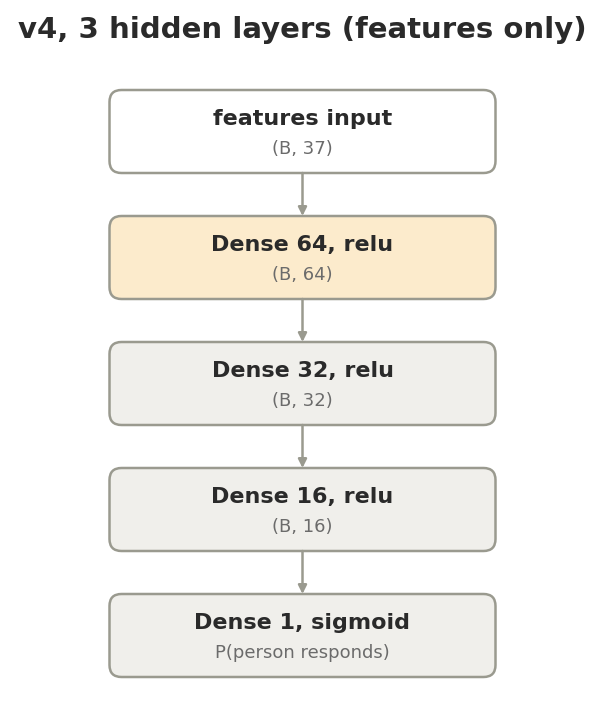 v4, 3 hidden layers (features only)
features input
(B, 37)
Dense 64, relu
(B, 64)
Dense 32, relu
(B, 32)
Dense 16, relu
(B, 16)
Dense 1, sigmoid
P(person responds)